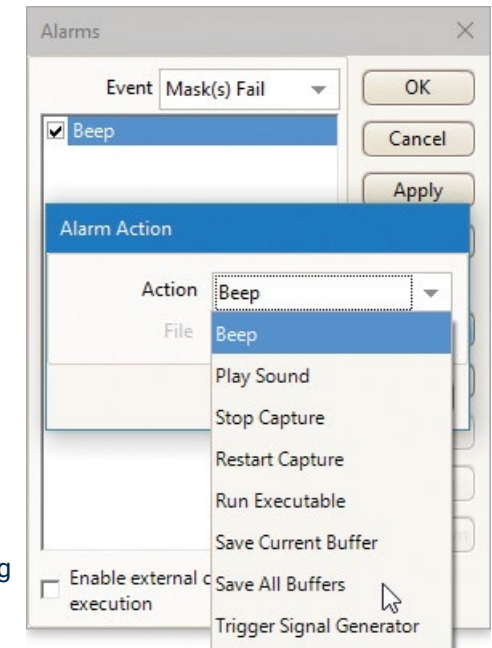 Alarms
Event Mask(s) Fail
OK
Beep
Cancel
Apply
Alarm Action
Action Beep
File
Beep
Play Sound
Stop Capture
Restart Capture
Run Executable
Save Current Buffer
Save All Buffers
Trigger Signal Generator
g
Enable external
execution